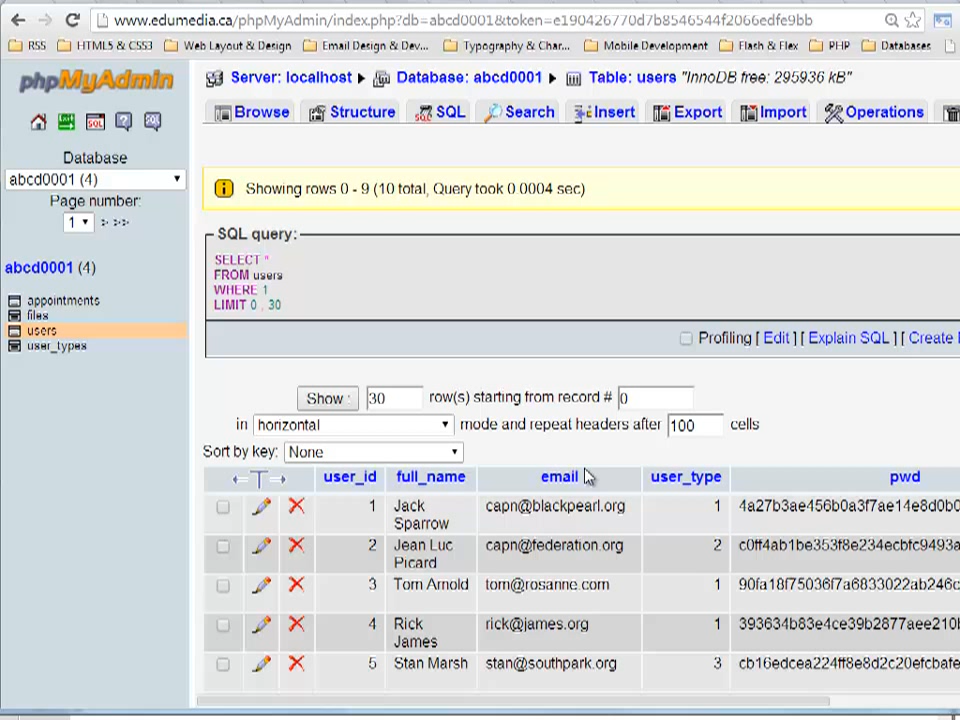 www.edumedia.ca/phpMyAdmin/index.php?db=abcd0001&token=e190426770d7b8546544f2066edfe9bb
RSS HTML5 & CSS3 Web Layout & Design Email Design & Dev... Typography & Char... Mobile Development Flash & Flex PHP Databases
phpMyAdmin
Server: localhost Database: abcd0001 Table: users "InnoDB free: 295936 kB"
Browse Structure SQL Search Insert Export Import Operations
Database
abcd0001 (4)
Page number:
1 > >>
abcd0001 (4)
appointments
files
users
user_types
Showing rows 0 - 9 (10 total, Query took 0.0004 sec)
SQL query:
SELECT *
FROM users
WHERE 1
LIMIT 0 , 30
Profiling [ Edit ] [ Explain SQL ] [ Create
Show : 30 row(s) starting from record # 0
in horizontal mode and repeat headers after 100 cells
Sort by key: None
user_id full_name email user_type pwd
1 Jack Sparrow capn@blackpearl.org 1 4a27b3ae456b0a3f7ae14e8d0b0
2 Jean Luc Picard capn@federation.org 2 c0ff4ab1be353f8e234ecbfc9493a
3 Tom Arnold tom@rosanne.com 1 90fa18f75036f7a6833022ab246c
4 Rick James rick@james.org 1 393634b83e4ce39b2877aee210
5 Stan Marsh stan@southpark.org 3 cb16edcea224ff8e8d2c20efcbafe